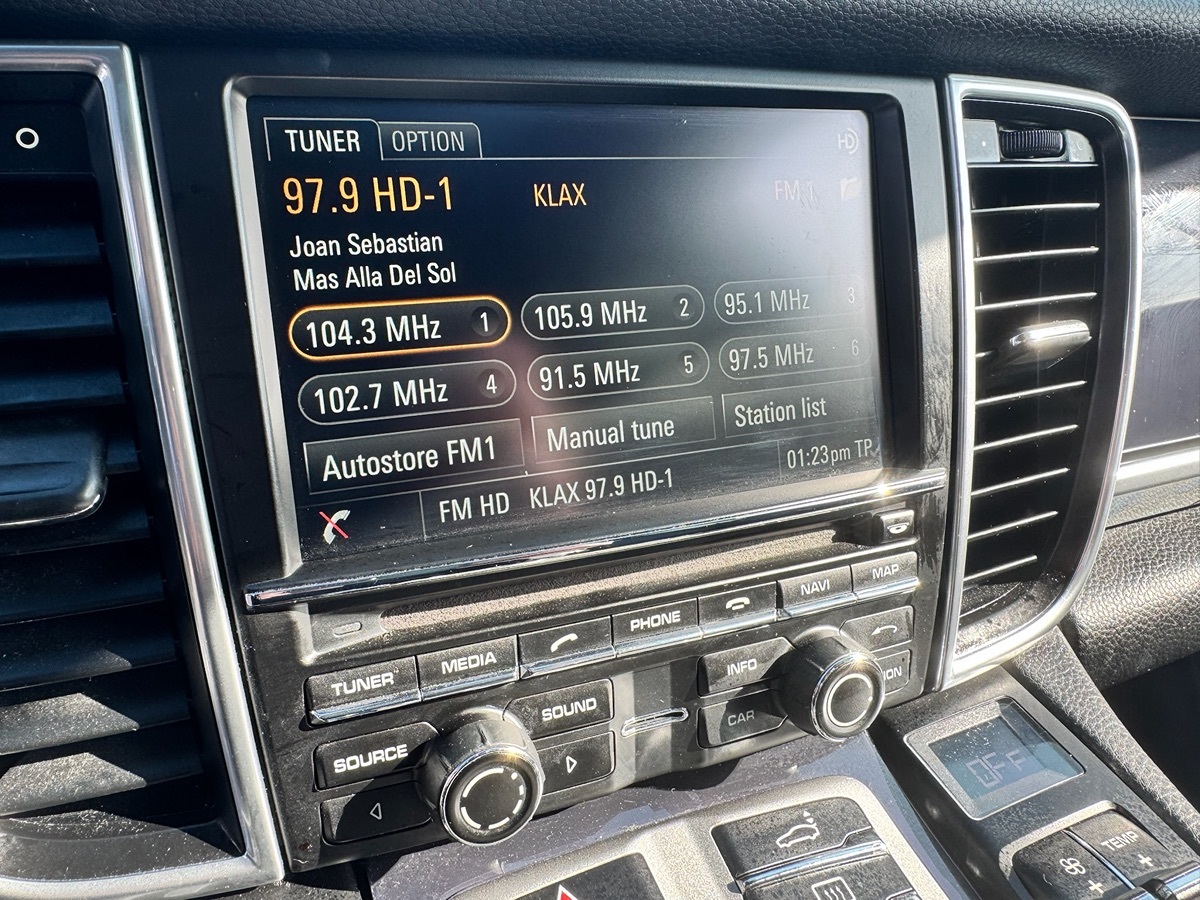 TUNER OPTION HD
97.9 HD-1 KLAX FM 1
Joan Sebastian
Mas Alla Del Sol
104.3 MHz 1 105.9 MHz 2 95.1 MHz 3
102.7 MHz 4 91.5 MHz 5 97.5 MHz 6
Autostore FM1 Manual tune Station list
FM HD KLAX 97.9 HD-1 01:23pm TP
TUNER MEDIA PHONE NAVI MAP
SOURCE SOUND INFO
CAR
OFF
TEMP
+ +